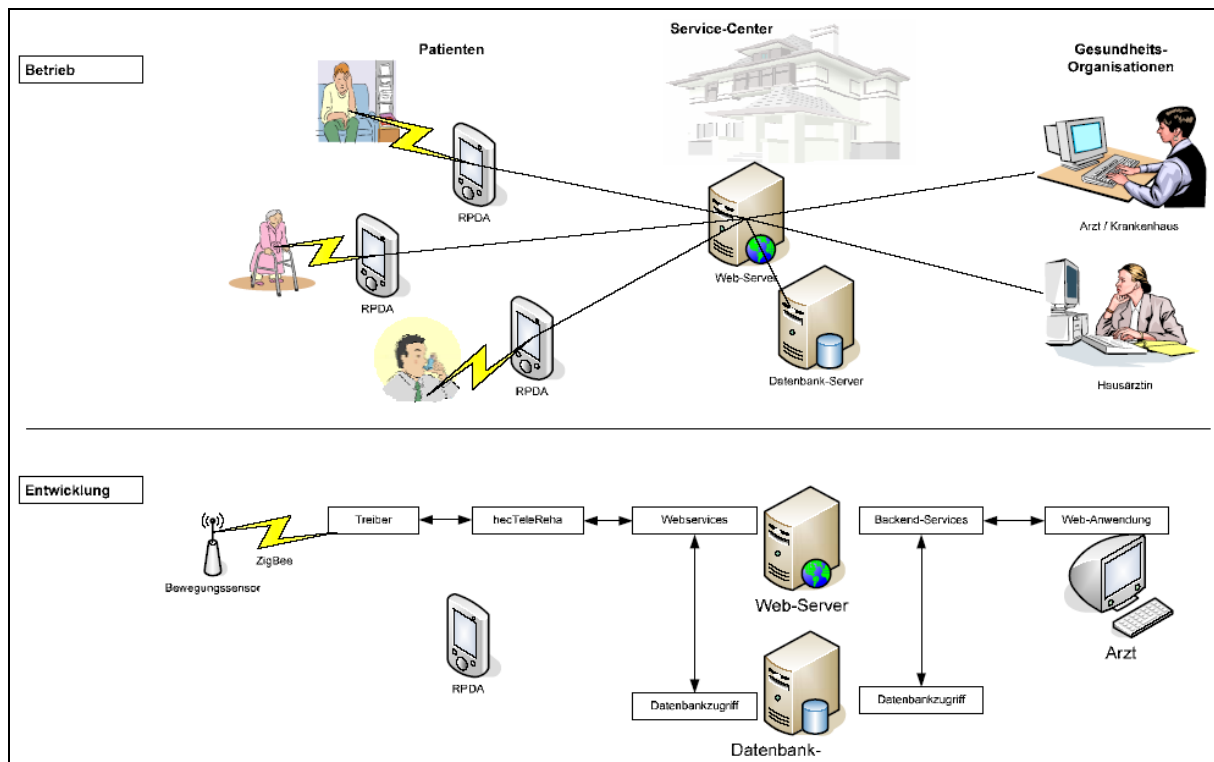 Betrieb
Patienten
Service-Center
Gesundheits-
Organisationen
RPDA
RPDA
RPDA
Web-Server
Datenbank-Server
Arzt / Krankenhaus
Hausärztin
Entwicklung
Treiber
hecTeleReha
Webservices
Backend-Services
Web-Anwendung
ZigBee
Bewegungssensor
Web-Server
Arzt
RPDA
Datenbankzugriff
Datenbankzugriff
Datenbank-